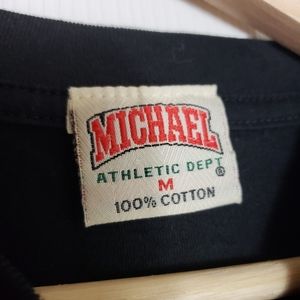 MICHAEL
ATHLETIC DEPT®
M
100% COTTON